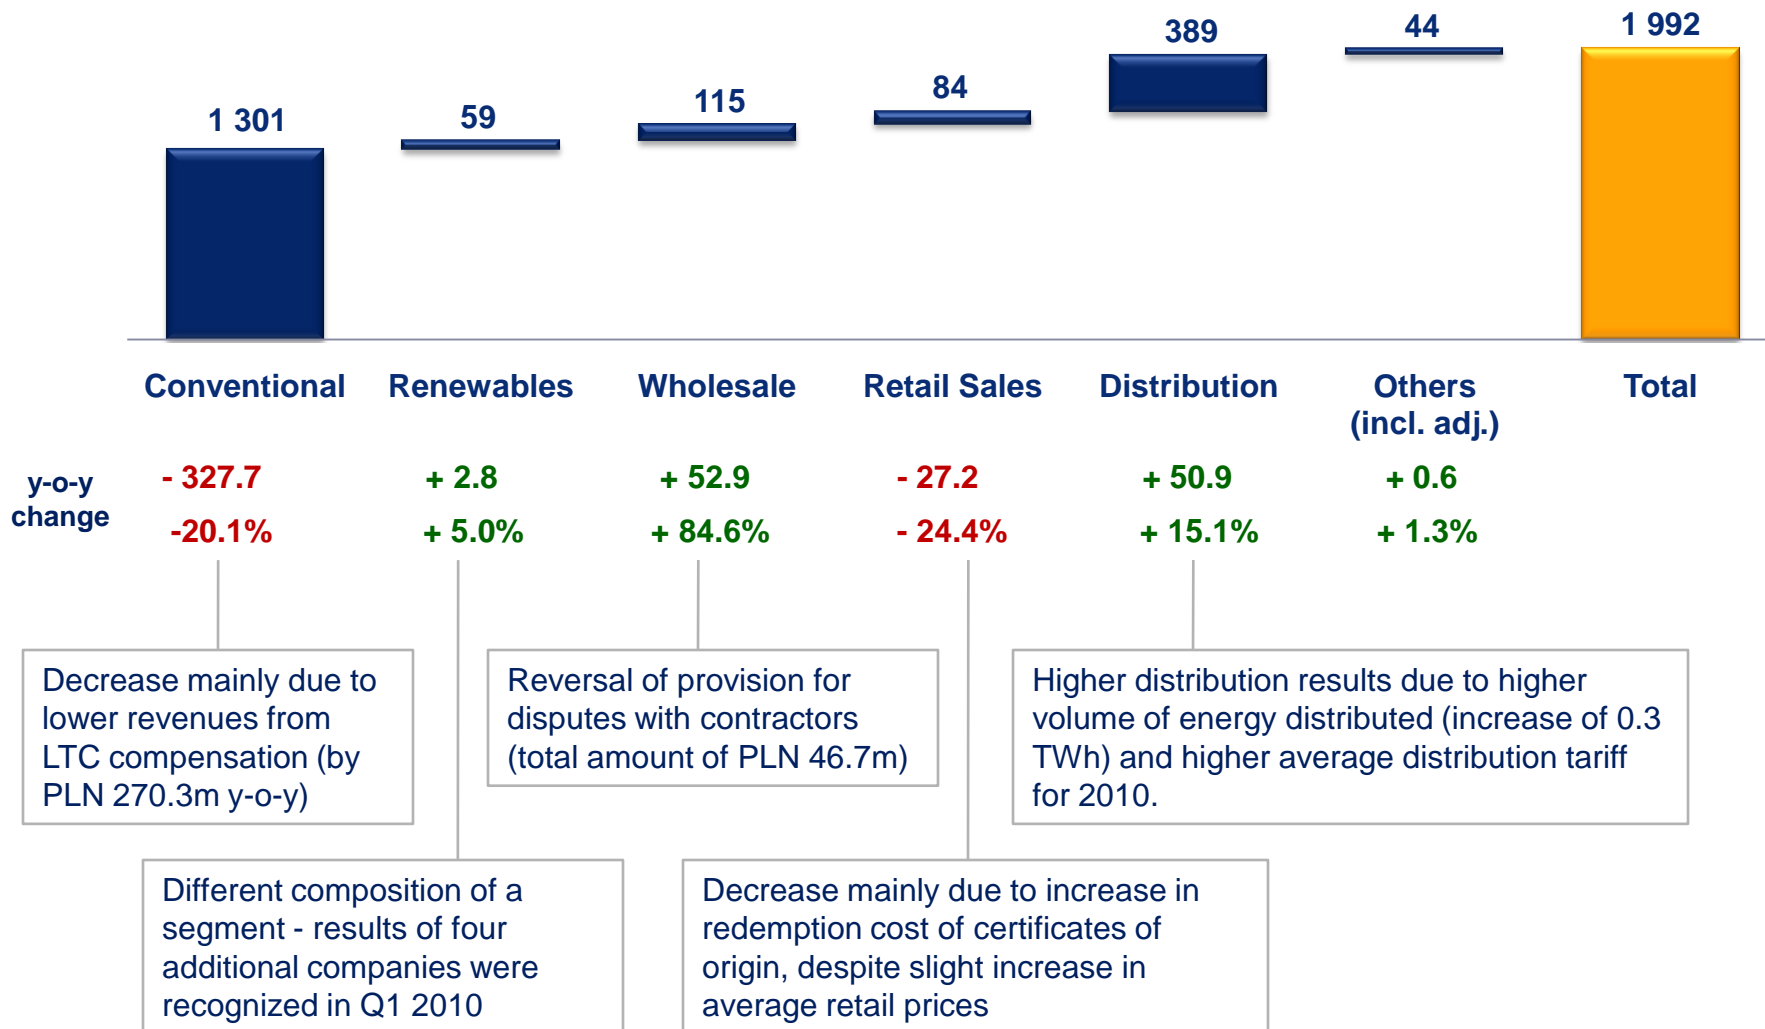 1 301
59
115
84
389
44
1 992
Conventional
Renewables
Wholesale
Retail Sales
Distribution
Others
(incl. adj.)
Total
y-o-y
change
- 327.7
+ 2.8
+ 52.9
- 27.2
+ 50.9
+ 0.6
-20.1%
+ 5.0%
+ 84.6%
- 24.4%
+ 15.1%
+ 1.3%
Decrease mainly due to
lower revenues from
LTC compensation (by
PLN 270.3m y-o-y)
Reversal of provision for
disputes with contractors
(total amount of PLN 46.7m)
Higher distribution results due to higher
volume of energy distributed (increase of 0.3
TWh) and higher average distribution tariff
for 2010.
Different composition of a
segment - results of four
additional companies were
recognized in Q1 2010
Decrease mainly due to increase in
redemption cost of certificates of
origin, despite slight increase in
average retail prices